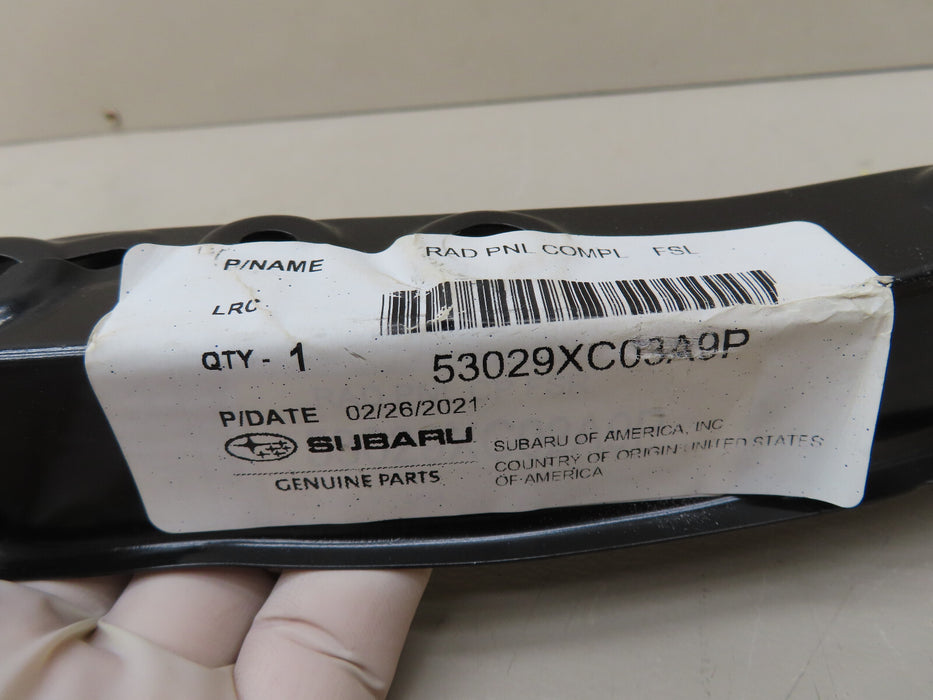 P/NAME RAD PNL COMPL FSL
LRC
QTY - 1 53029XC03A9P
P/DATE 02/26/2021
SUBARU
GENUINE PARTS
SUBARU OF AMERICA, INC
COUNTRY OF ORIGIN:UNITED STATES
OF AMERICA